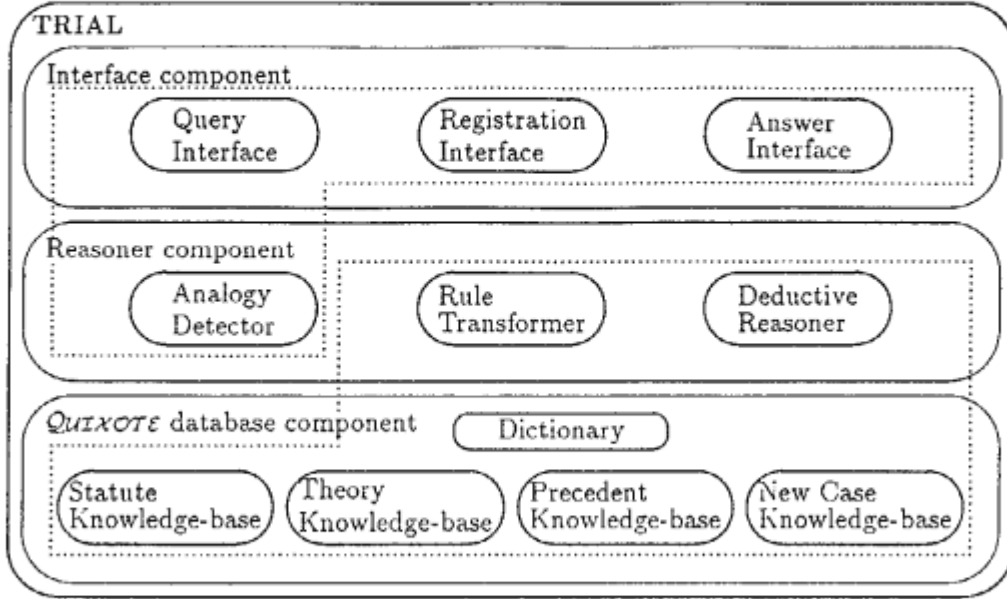 TRIAL
Interface component
Query
Interface
Registration
Interface
Answer
Interface
Reasoner component
Analogy
Detector
Rule
Transformer
Deductive
Reasoner
QUIXOTE database component
Dictionary
Statute
Knowledge-base
Theory
Knowledge-base
Precedent
Knowledge-base
New Case
Knowledge-base